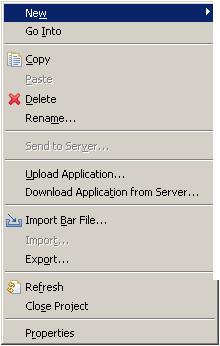 New
Go Into
Copy
Paste
Delete
Rename...
Send to Server...
Upload Application...
Download Application from Server...
Import Bar File...
Import...
Export...
Refresh
Close Project
Properties